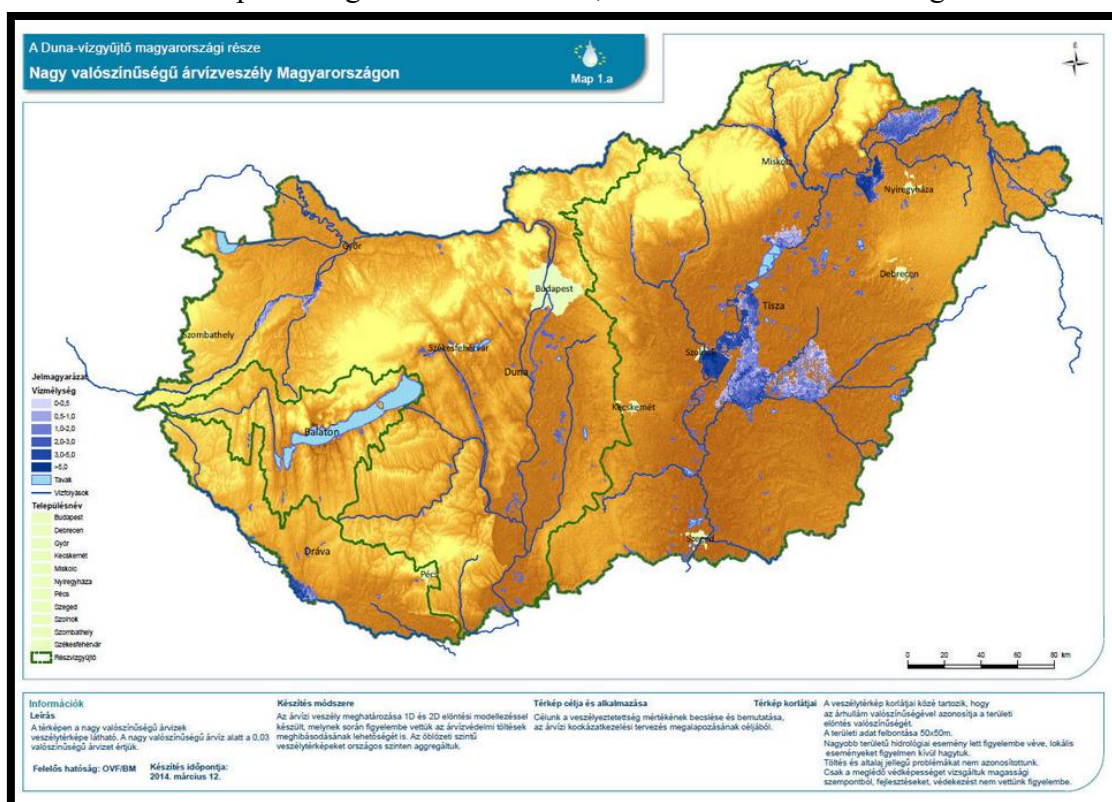 A Duna-vízgyűjtő magyarországi része
Nagy valószínűségű árvízveszély Magyarországon
Map 1.a
É
Miskolc
Nyíregyháza
Győr
Debrecen
Budapest
Tisza
Szombathely
Székesfehérvár
Szolnok
Duna
Kecskemét
Balaton
Szeged
Dráva
Pécs
Jelmagyarázat
Vízmélység
0-0,5
0,5-1,0
1,0-2,0
2,0-3,0
3,0-5,0
>5,0
Tavak
Vízfolyások
Településnév
Budapest
Debrecen
Győr
Kecskemét
Miskolc
Nyíregyháza
Pécs
Szeged
Szolnok
Szombathely
Székesfehérvár
Részvízgyűjtő
0 20 40 60 80 km
Információk
Leírás
A térképen a nagy valószínűségű árvizek
veszélytérképe látható. A nagy valószínűségű árvíz alatt a 0,03
valószínűségű árvizet értjük.
Felelős hatóság: OVF/BM
Készítés időpontja:
2014. március 12.
Készítés módszere
Az árvízi veszély meghatározása 1D és 2D elöntési modellezéssel
készült, melynek során figyelembe vettük az árvízvédelmi töltések
meghibásodásának lehetőségét is. Az öblözeti szintű
veszélytérképeket országos szinten aggregáltuk.
Térkép célja és alkalmazása
Célunk a veszélyeztetettség mértékének becslése és bemutatása,
az árvízi kockázatkezelési tervezés megalapozásának céljából.
Térkép korlátjai
A veszélytérkép korlátai közé tartozik, hogy
az árhullám valószínűségével azonosítja a területi
elöntés valószínűségét.
A területi adat felbontása 50x50m.
Nagyobb területű hidrológiai esemény lett figyelembe véve, lokális
eseményeket figyelmen kívül hagytuk.
Töltés és altalaj jellegű problémákat nem azonosítottunk.
Csak a meglédő védképességet vizsgáltuk magassági
szempontból, fejlesztéseket, védekezést nem vettünk figyelembe.